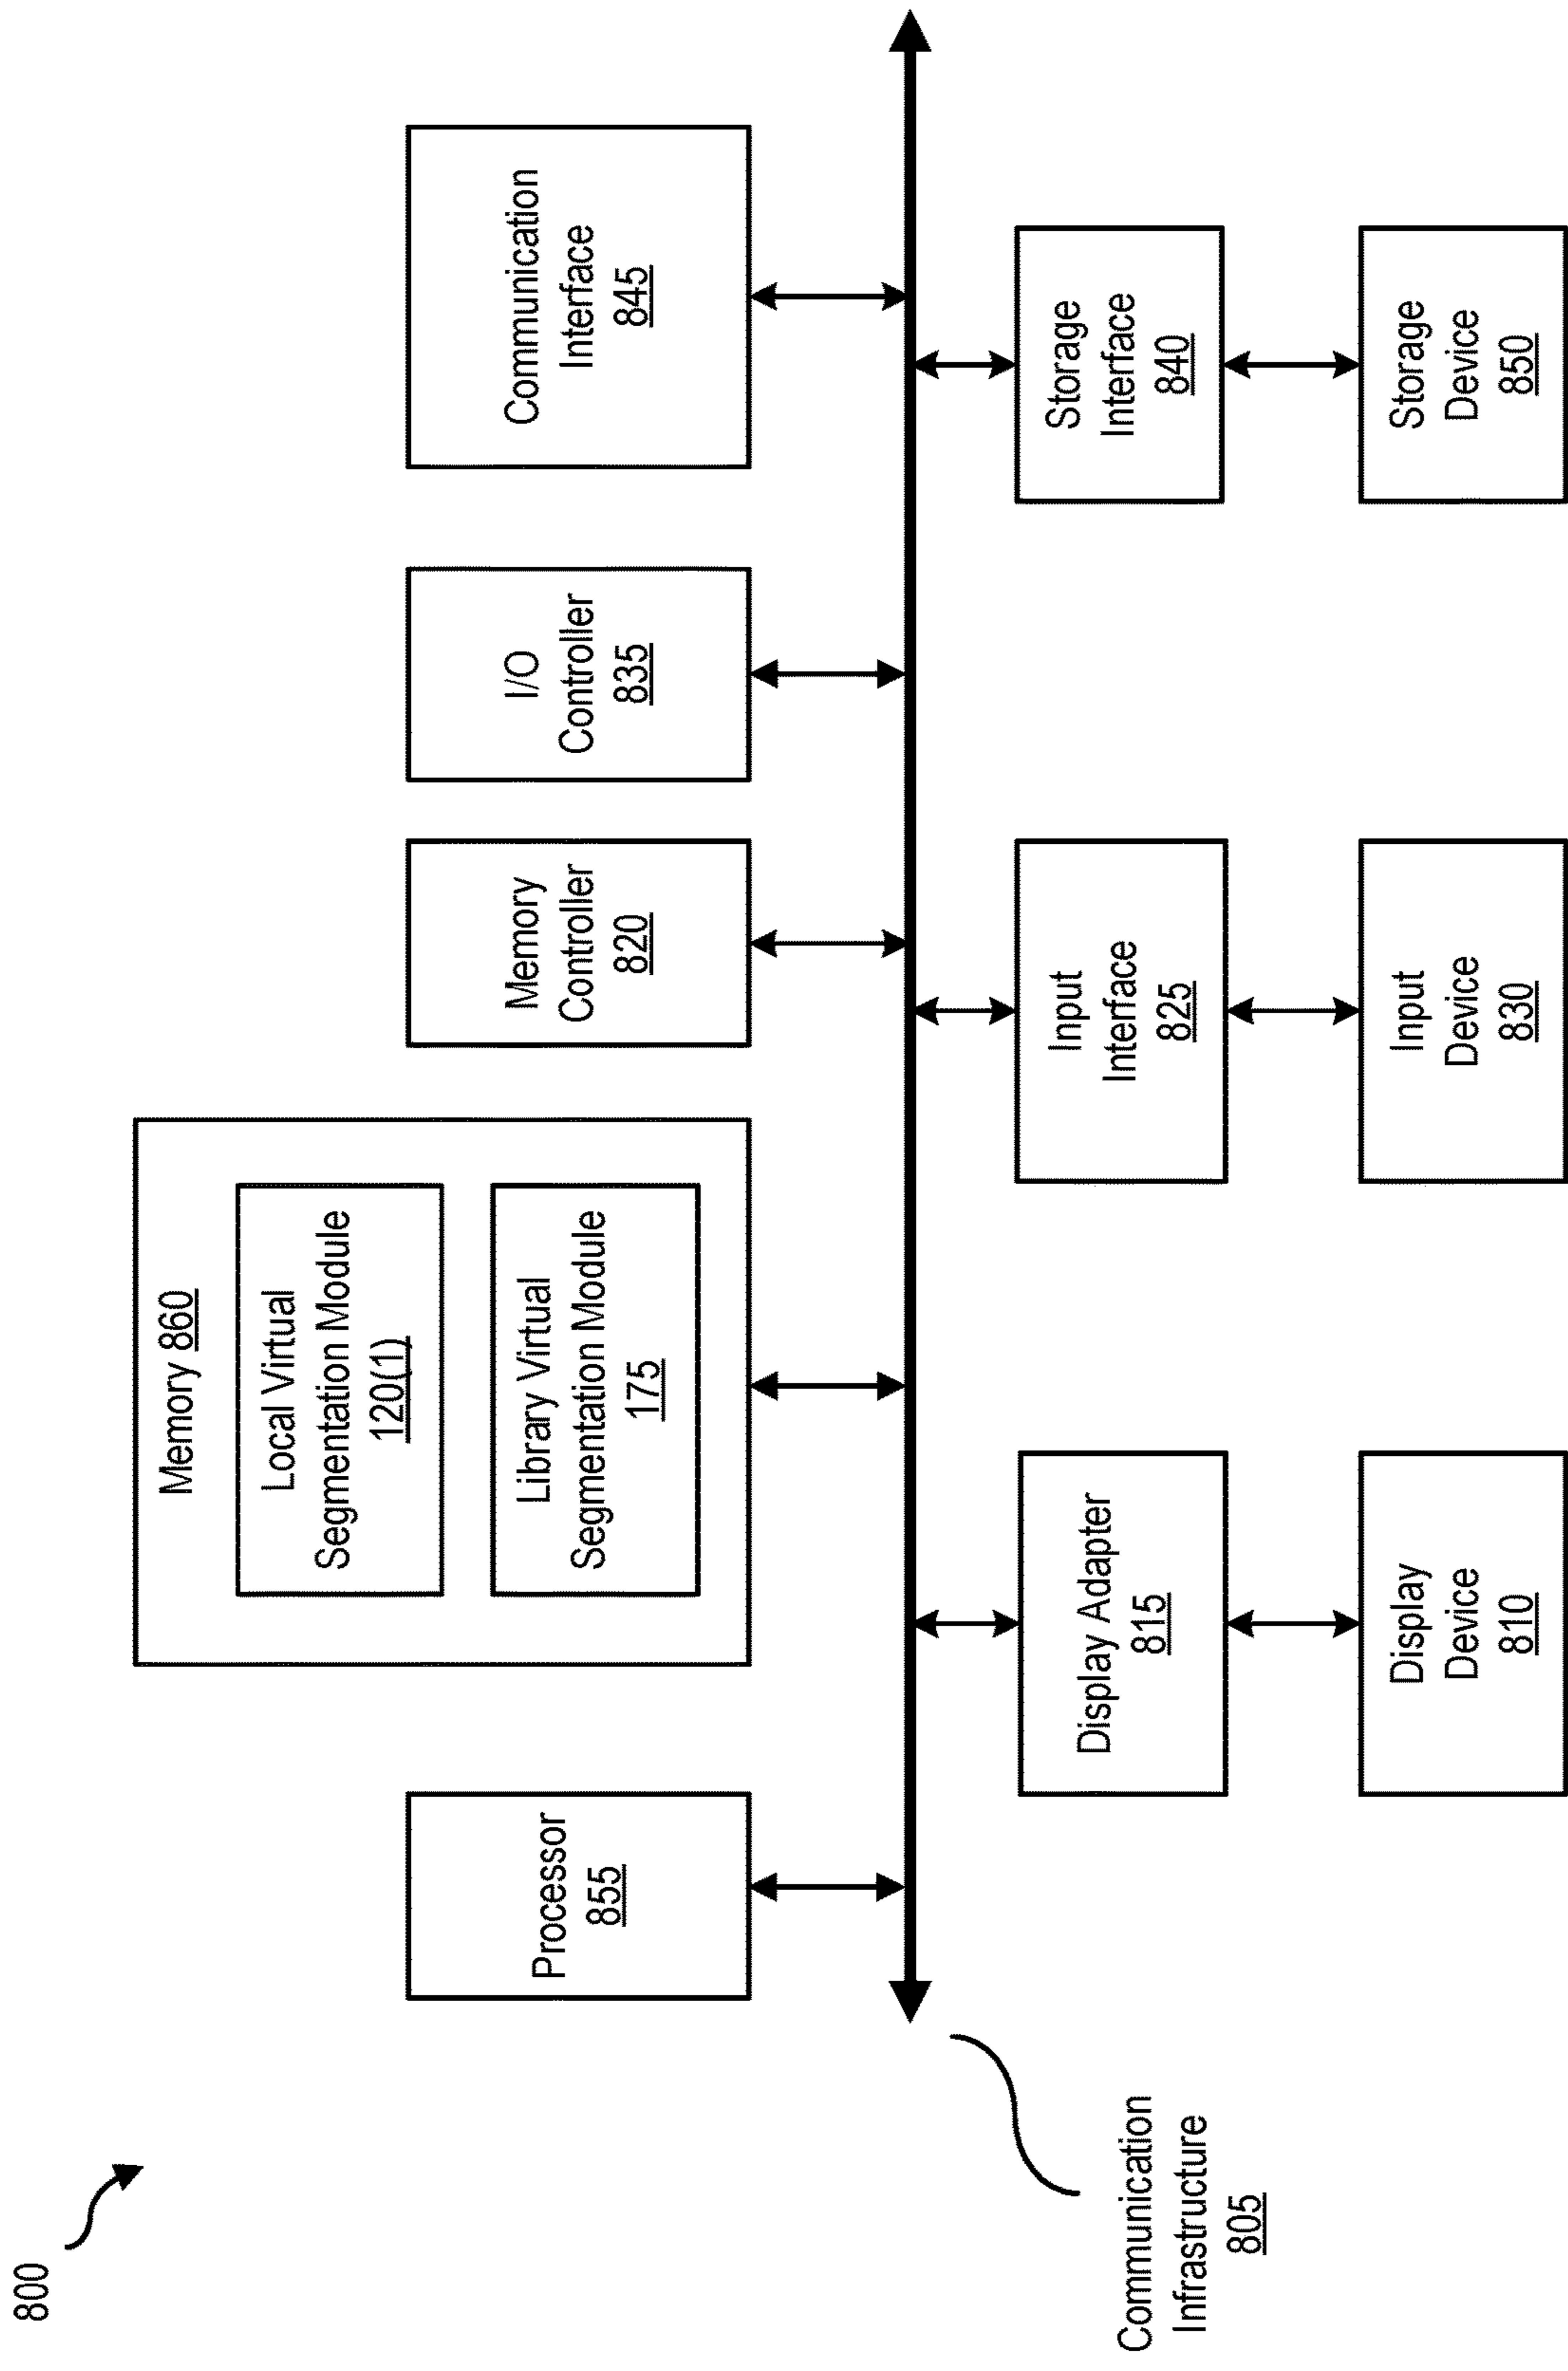 800
Processor
855
Memory 860
Local Virtual
Segmentation Module
120(1)
Library Virtual
Segmentation Module
175
Memory
Controller
820
I/O
Controller
835
Communication
Interface
845
Communication
Infrastructure
805
Display Adapter
815
Input
Interface
825
Storage
Interface
840
Display
Device
810
Input
Device
830
Storage
Device
850